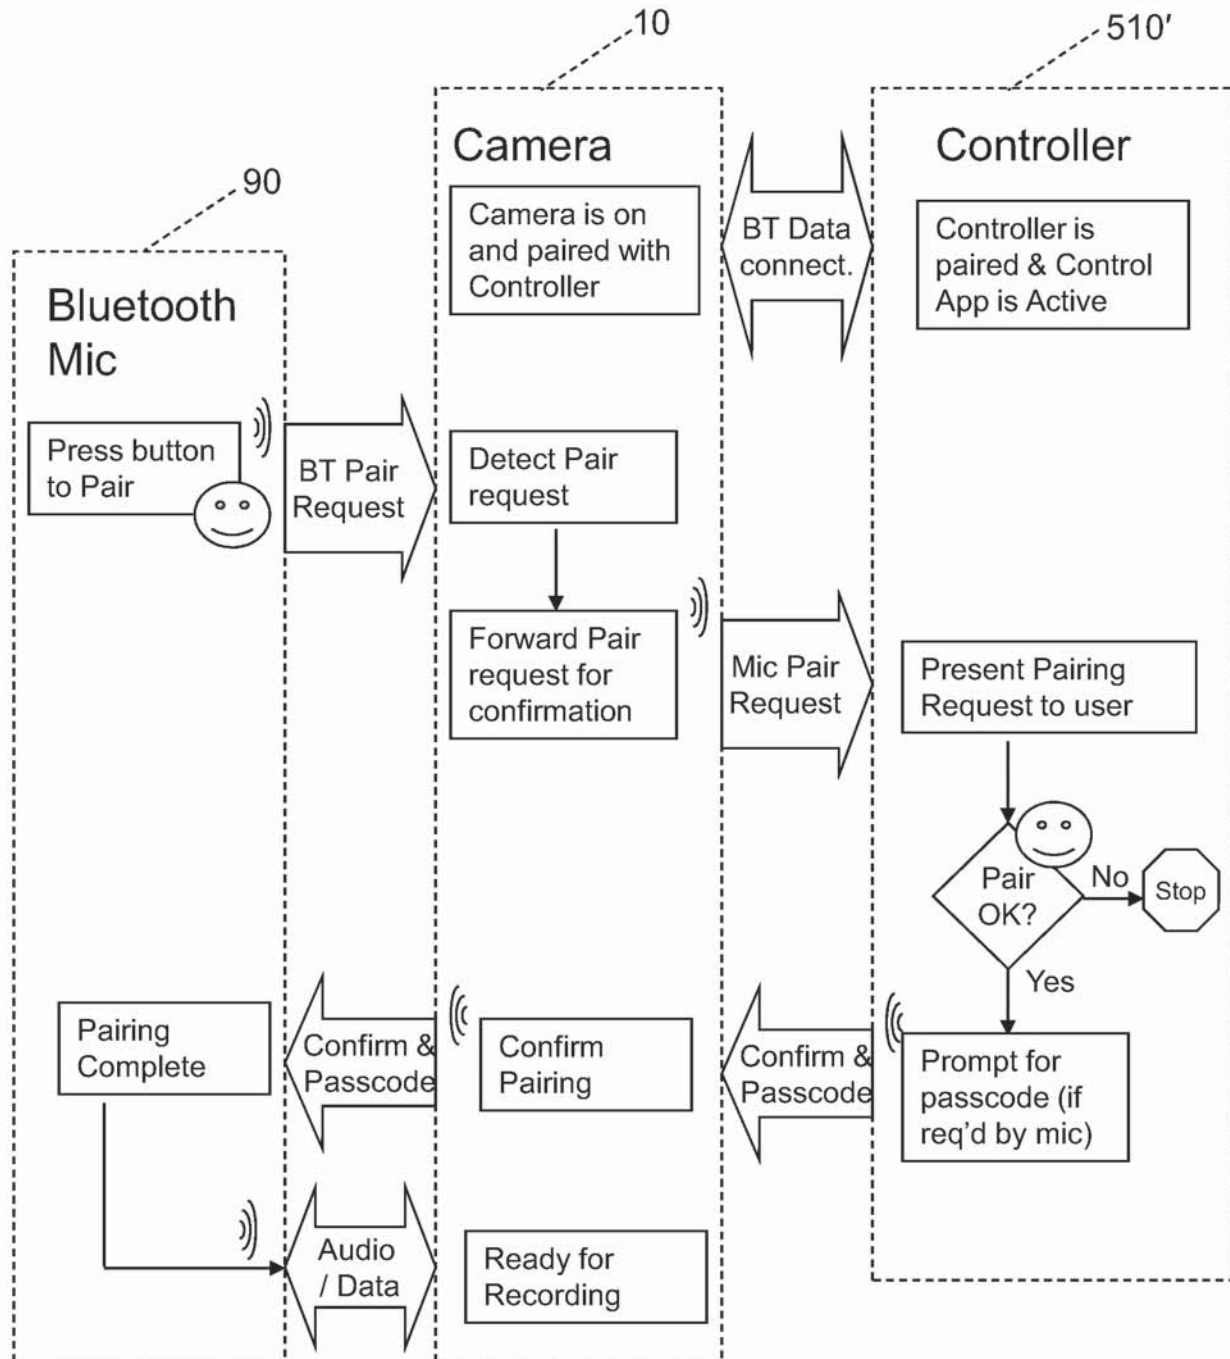 10
510′
90
Camera
Controller
Camera is on
and paired with
Controller
BT Data
connect.
Controller is
paired & Control
App is Active
Bluetooth
Mic
Press button
to Pair
BT Pair
Request
Detect Pair
request
Forward Pair
request for
confirmation
Mic Pair
Request
Present Pairing
Request to user
Pair
OK?
No
Stop
Yes
Pairing
Complete
Confirm &
Passcode
Confirm
Pairing
Confirm &
Passcode
Prompt for
passcode (if
req'd by mic)
Audio
/ Data
Ready for
Recording